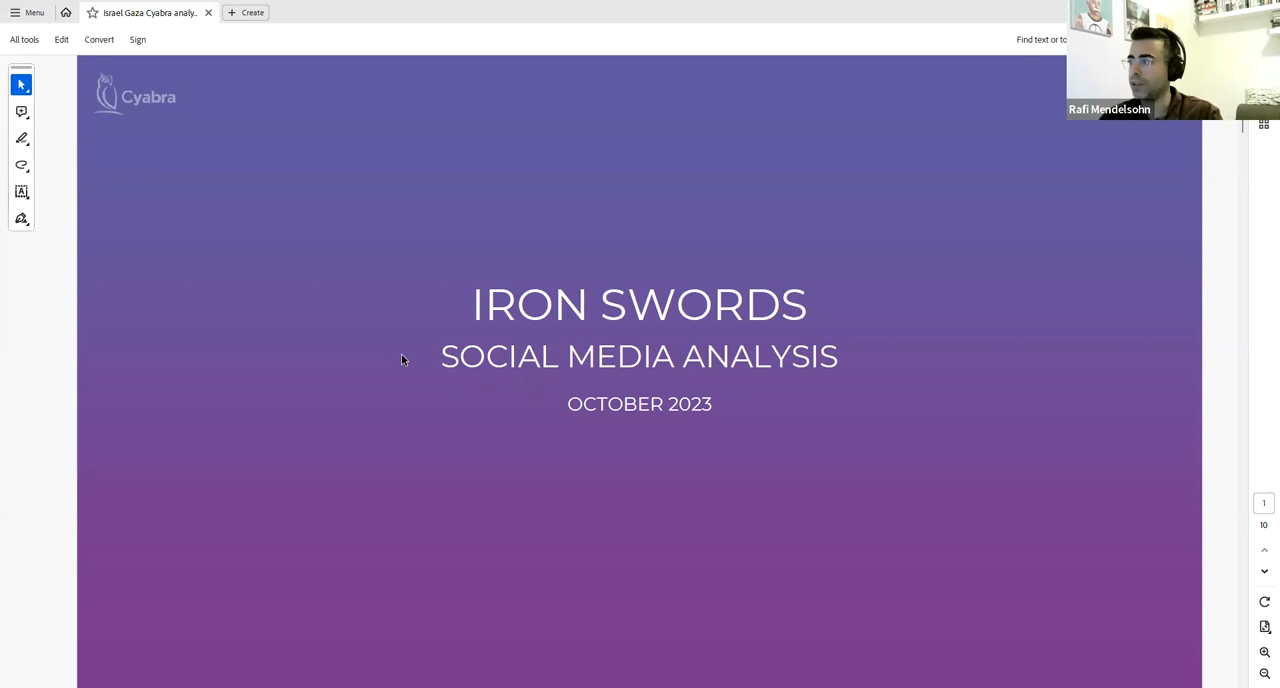 Menu
Israel Gaza Cyabra analy...
Create
All tools
Edit
Convert
Sign
Find text or to
Rafi Mendelsohn
Cyabra
IRON SWORDS
SOCIAL MEDIA ANALYSIS
OCTOBER 2023
1
10